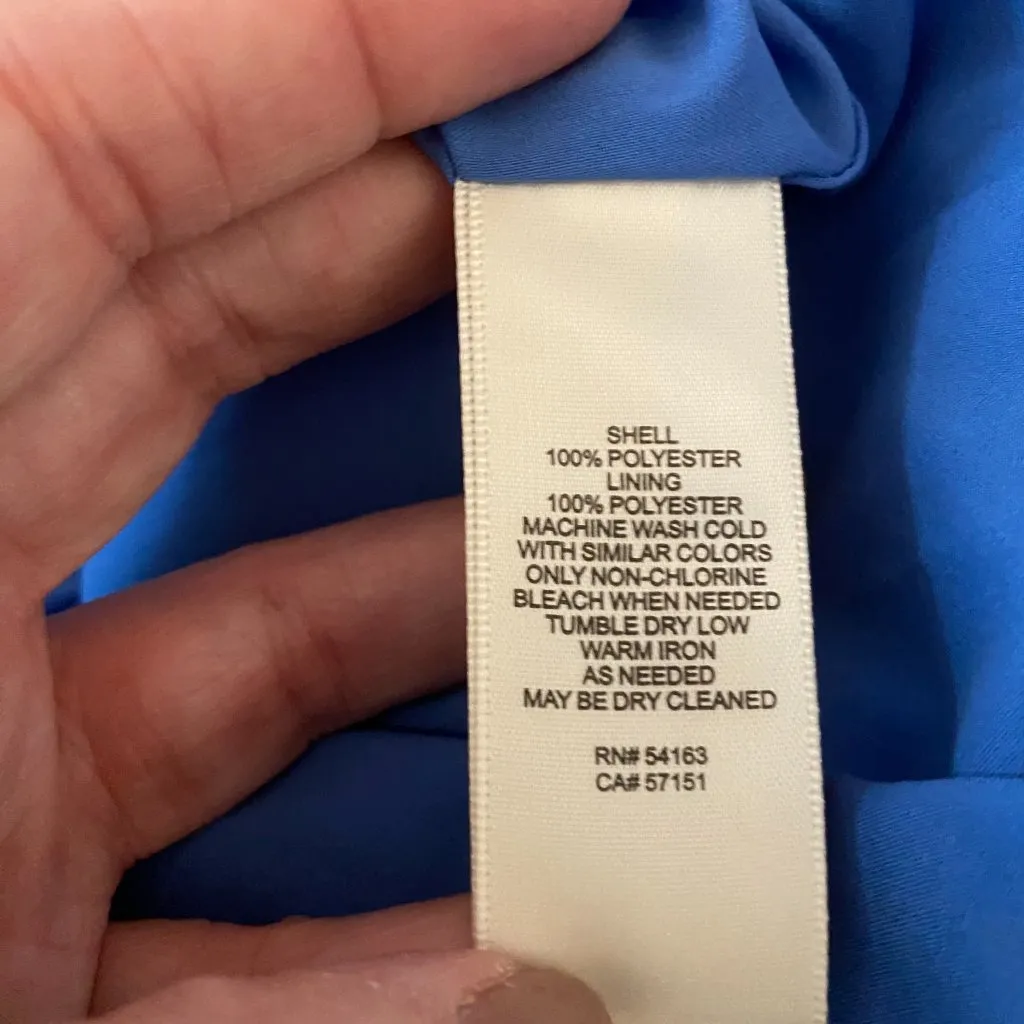 SHELL
100% POLYESTER
LINING
100% POLYESTER
MACHINE WASH COLD
WITH SIMILAR COLORS
ONLY NON-CHLORINE
BLEACH WHEN NEEDED
TUMBLE DRY LOW
WARM IRON
AS NEEDED
MAY BE DRY CLEANED
RN# 54163
CA# 57151